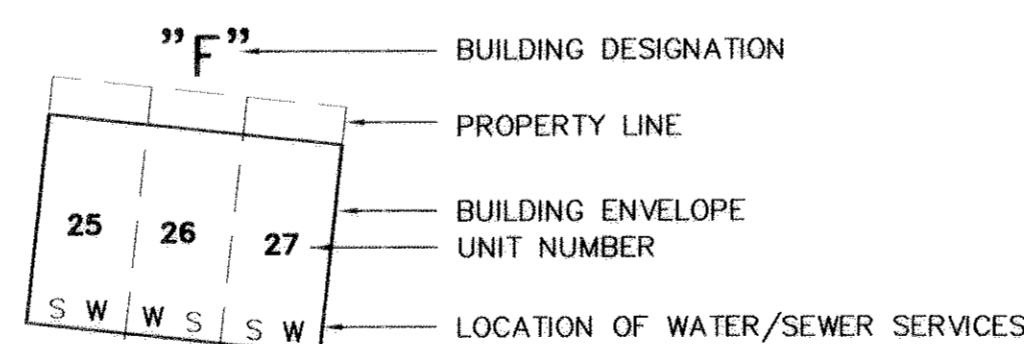 "F" BUILDING DESIGNATION
PROPERTY LINE
BUILDING ENVELOPE
25 26 27 UNIT NUMBER
S W W S S W LOCATION OF WATER/SEWER SERVICES